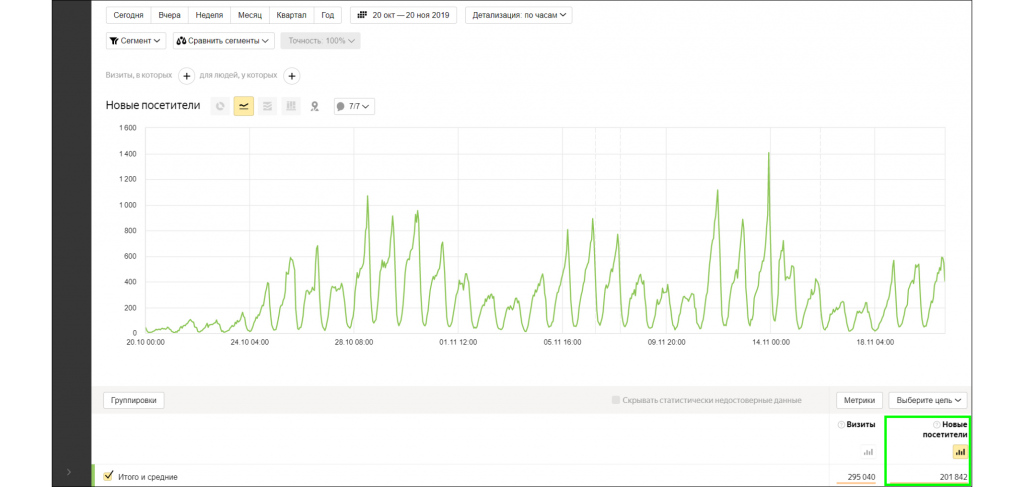 Сегодня Вчера Неделя Месяц Квартал Год 20 окт — 20 ноя 2019 Детализация: по часам
Сегмент Сравнить сегменты Точность: 100%
Визиты, в которых + для людей, у которых +
Новые посетители 7/7
1 600
1 400
1 200
1 000
800
600
400
200
0
20.10 00:00 24.10 04:00 28.10 08:00 01.11 12:00 05.11 16:00 09.11 20:00 14.11 00:00 18.11 04:00
Группировки Скрывать статистически недостоверные данные Метрики Выберите цель
Визиты Новые
посетители
Итого и средние 295 040 201 842